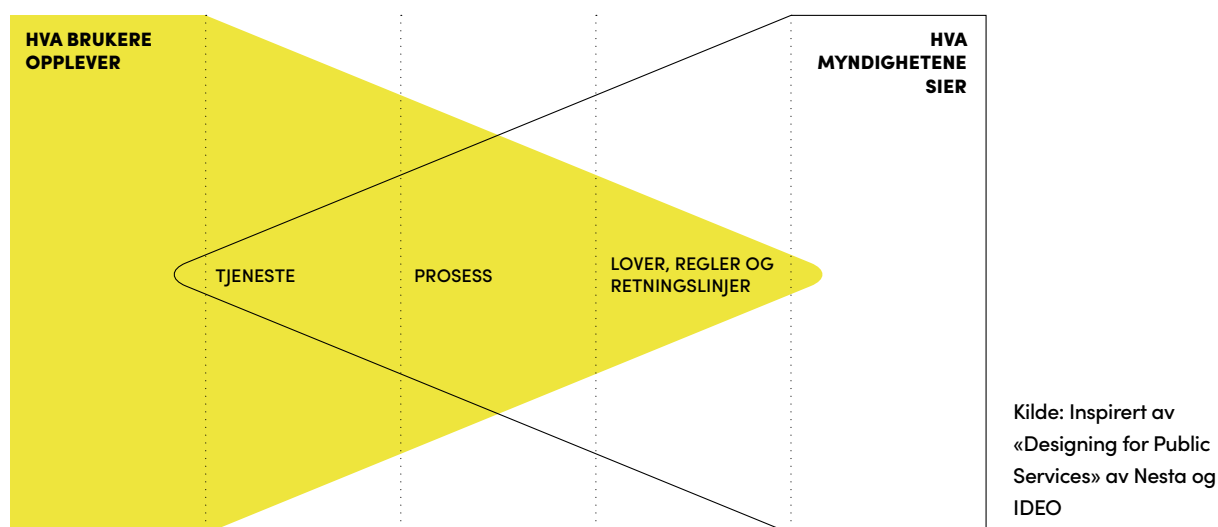 HVA BRUKERE
OPPLEVER
HVA
MYNDIGHETENE
SIER
TJENESTE
PROSESS
LOVER, REGLER OG
RETNINGSLINJER
Kilde: Inspirert av
«Designing for Public
Services» av Nesta og
IDEO